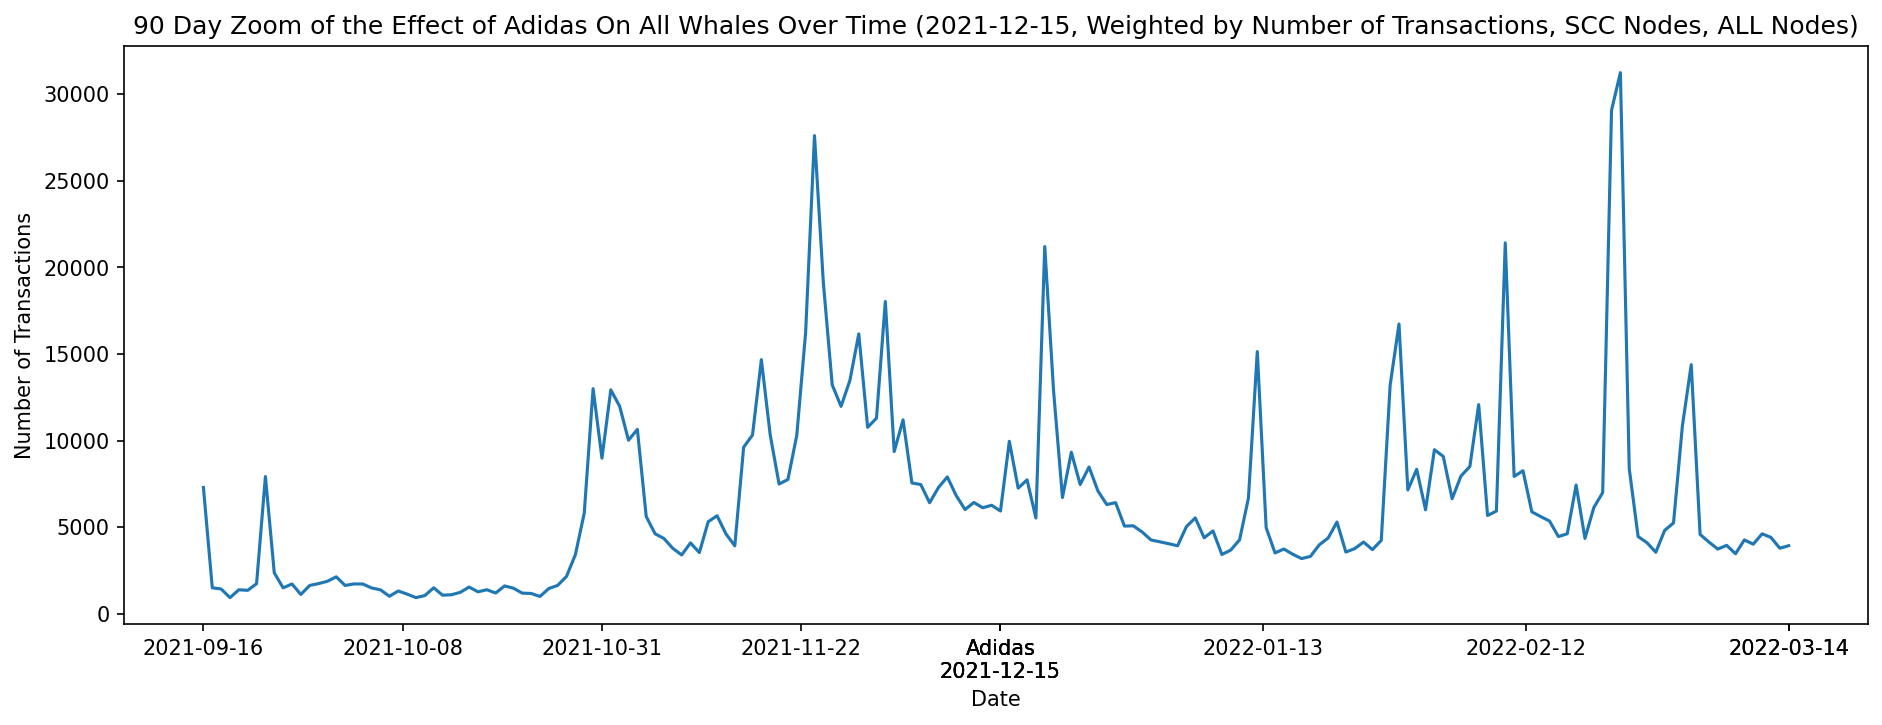 90 Day Zoom of the Effect of Adidas On All Whales Over Time (2021-12-15, Weighted by Number of Transactions, SCC Nodes, ALL Nodes)
Number of Transactions
30000
25000
20000
15000
10000
5000
0
2021-09-16 2021-10-08 2021-10-31 2021-11-22 Adidas 2022-01-13 2022-02-12 2022-03-14
2021-12-15
Date